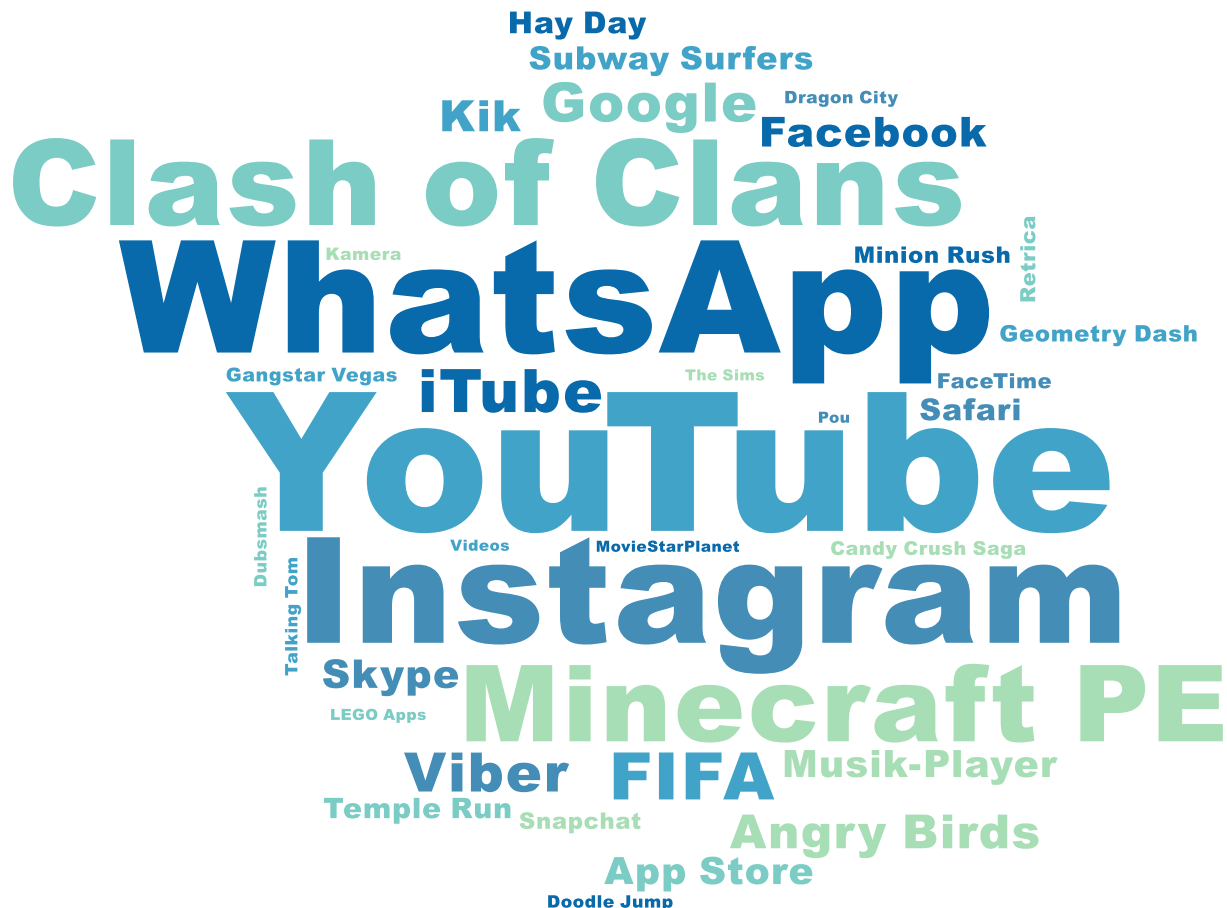 Hay Day
Subway Surfers
Google
Dragon City
Kik
Facebook
Clash of Clans
Retrica
WhatsApp
Kamera
Minion Rush
Geometry Dash
Gangstar Vegas
iTube
The Sims
FaceTime
Safari
Pou
YouTube
Dubsmash
Videos
MovieStarPlanet
Candy Crush Saga
Talking Tom
Instagram
Skype
Minecraft PE
LEGO Apps
Viber
FIFA
Musik-Player
Temple Run
Snapchat
Angry Birds
App Store
Doodle Jump